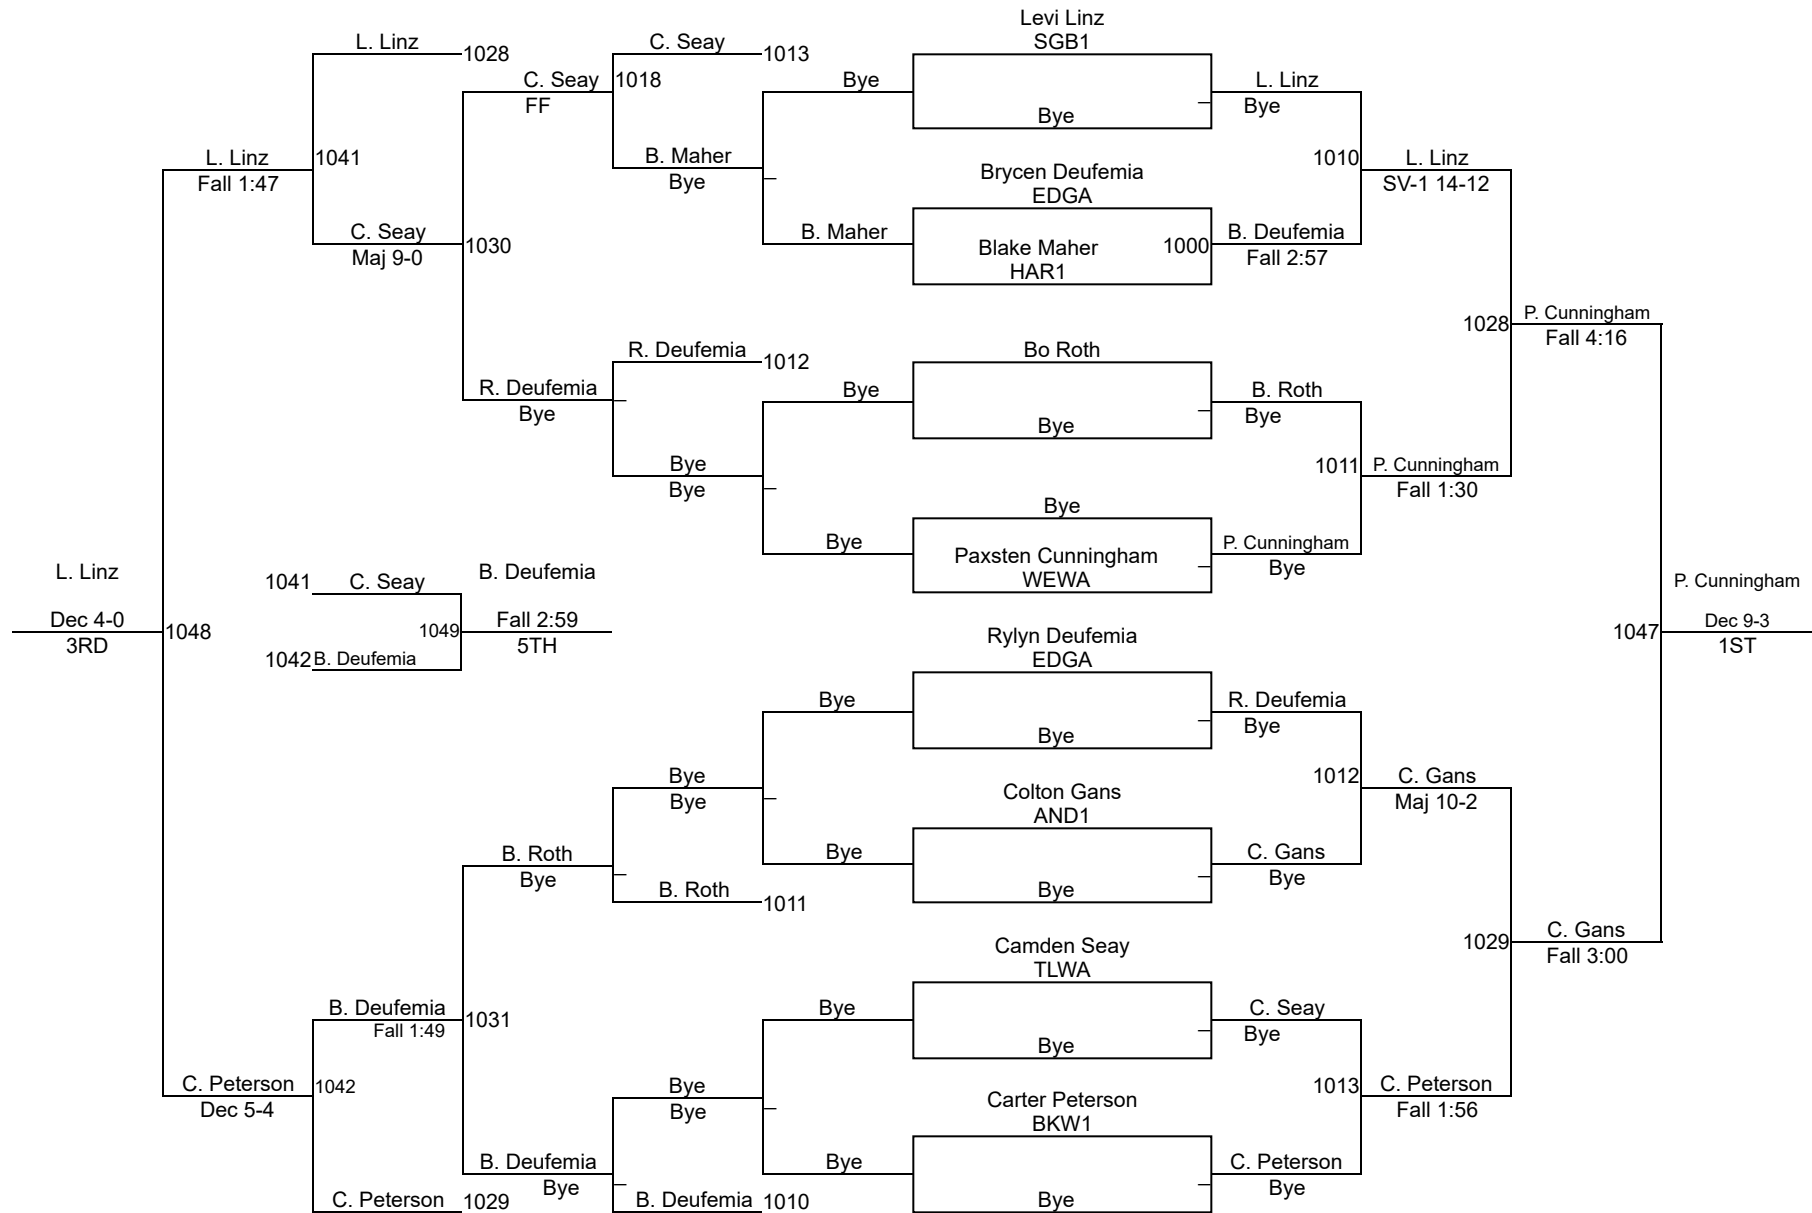 Levi Linz
L. Linz
C. Seay
SGB1
1028
1013
C. Seay
1018
Bye
L. Linz
FF
Bye
Bye
L. Linz
1041
B. Maher
1010
L. Linz
Fall 1:47
Bye
Brycen Deufemia
SV-1 14-12
EDGA
C. Seay
1030
B. Maher
Blake Maher
1000
B. Deufemia
Maj 9-0
HAR1
Fall 2:57
P. Cunningham
1028
Fall 4:16
R. Deufemia
1012
Bo Roth
R. Deufemia
Bye
B. Roth
Bye
Bye
Bye
Bye
1011
P. Cunningham
Bye
Fall 1:30
Bye
Bye
Paxsten Cunningham
P. Cunningham
WEWA
Bye
L. Linz
1041
C. Seay
B. Deufemia
P. Cunningham
Dec 4-0
1048
1049
Fall 2:59
1047
Dec 9-3
3RD
5TH
1ST
1042
B. Deufemia
Rylyn Deufemia
EDGA
Bye
R. Deufemia
Bye
Bye
Bye
1012
C. Gans
Bye
Colton Gans
Maj 10-2
AND1
B. Roth
Bye
C. Gans
Bye
Bye
Bye
B. Roth
1011
1029
C. Gans
Fall 3:00
Camden Seay
TLWA
B. Deufemia
1031
Bye
C. Seay
Fall 1:49
Bye
Bye
C. Peterson
1042
Bye
1013
C. Peterson
Dec 5-4
Bye
Carter Peterson
Fall 1:56
BKW1
B. Deufemia
Bye
C. Peterson
Bye
Bye
C. Peterson
1029
B. Deufemia
1010
Bye